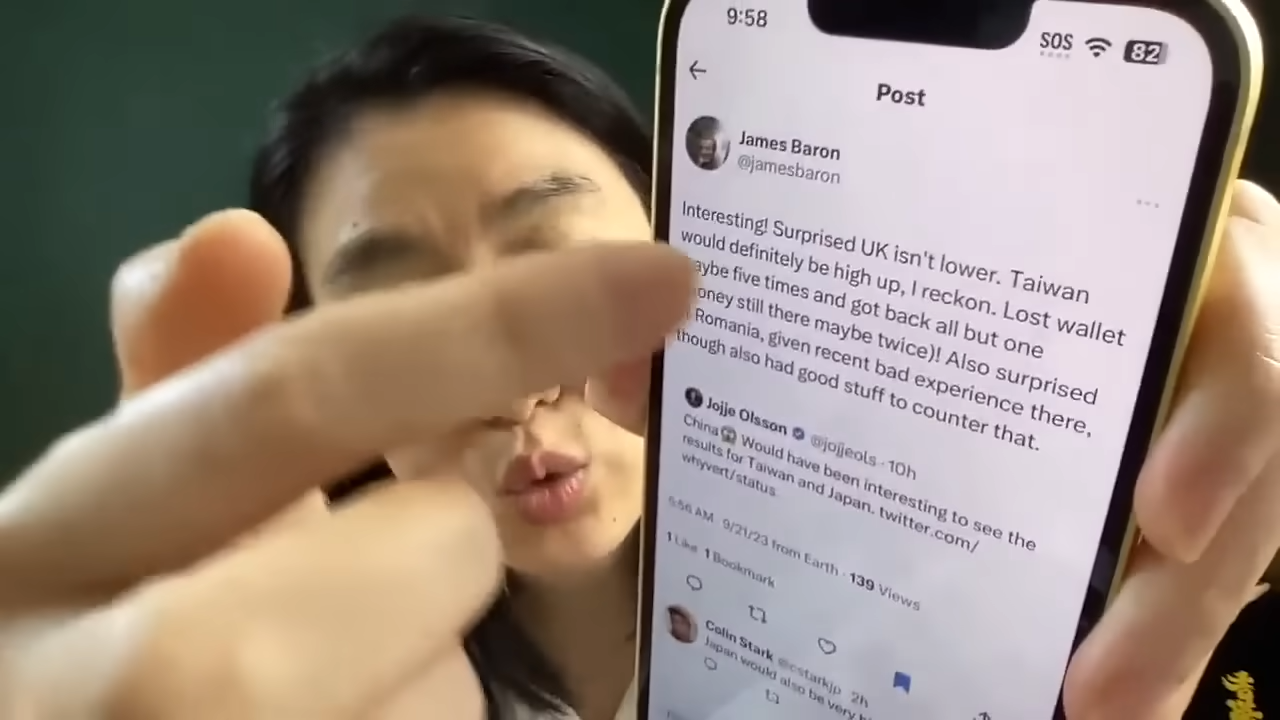 9:58
SOS
82
Post
James Baron
@jamesbaron
Interesting! Surprised UK isn't lower. Taiwan
would definitely be high up, I reckon. Lost wallet
aybe five times and got back all but one
oney still there maybe twice)! Also surprised
Romania, given recent bad experience there,
though also had good stuff to counter that.
Jojje Olsson @jojjeols · 10h
China😱 Would have been interesting to see the
results for Taiwan and Japan. twitter.com/
whyvert/status
5:56 AM 9/21/23 from Earth · 139 Views
1 Like 1 Bookmark
Colin Stark @cstarkjp 2h
Japan would also be very